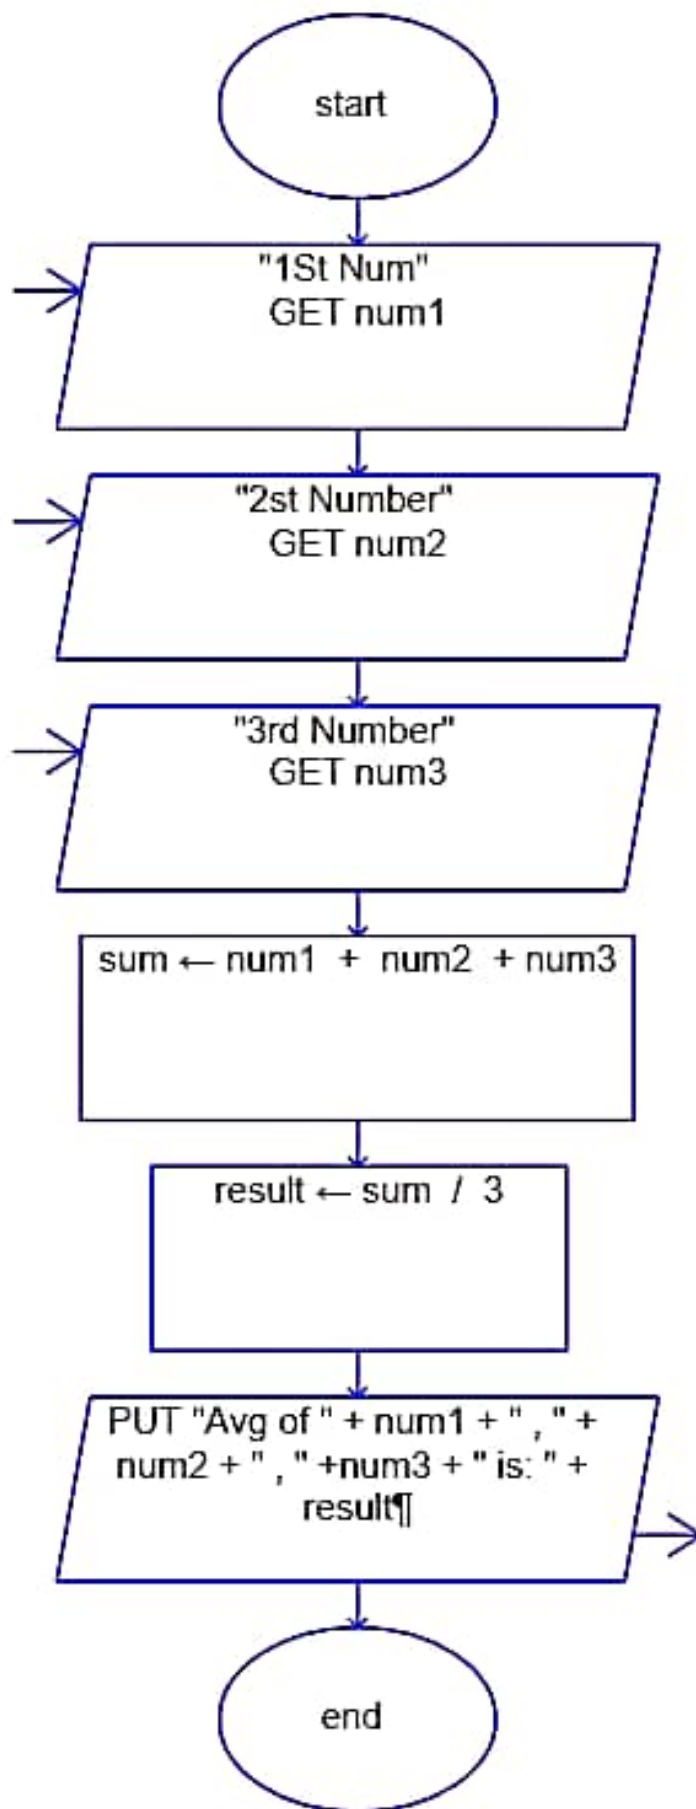 start
"1St Num"
GET num1
"2st Number"
GET num2
"3rd Number"
GET num3
sum ← num1 + num2 + num3
result ← sum / 3
PUT "Avg of " + num1 + " , " +
num2 + " , " +num3 + " is: " +
result¶
end